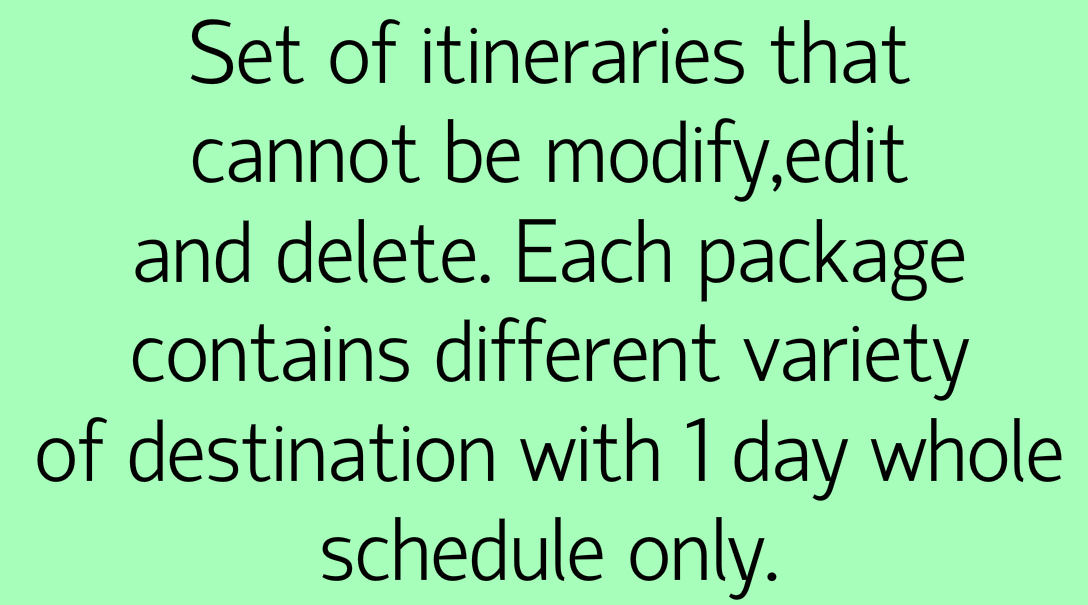 Set of itineraries that
cannot be modify,edit
and delete. Each package
contains different variety
of destination with 1 day whole
schedule only.